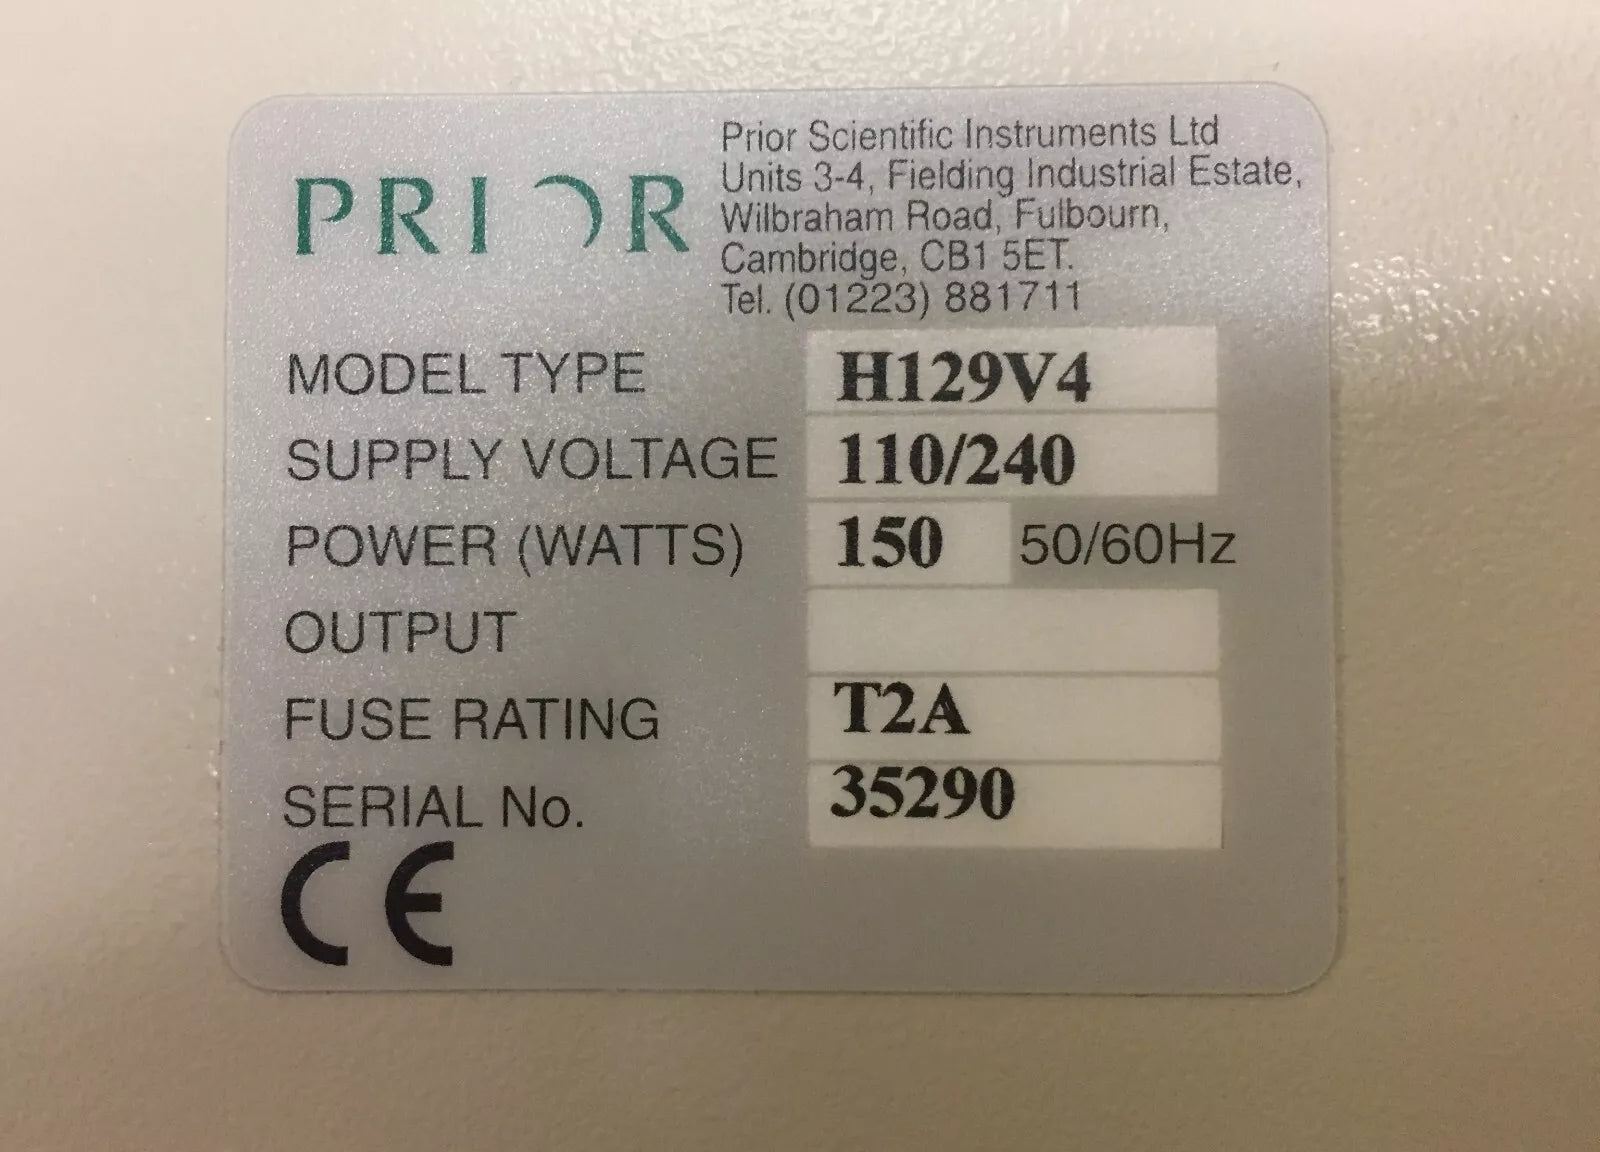 PRIOR
Prior Scientific Instruments Ltd
Units 3-4, Fielding Industrial Estate,
Wilbraham Road, Fulbourn,
Cambridge, CB1 5ET.
Tel. (01223) 881711
MODEL TYPE H129V4
SUPPLY VOLTAGE 110/240
POWER (WATTS) 150 50/60Hz
OUTPUT
FUSE RATING T2A
SERIAL No. 35290
CE